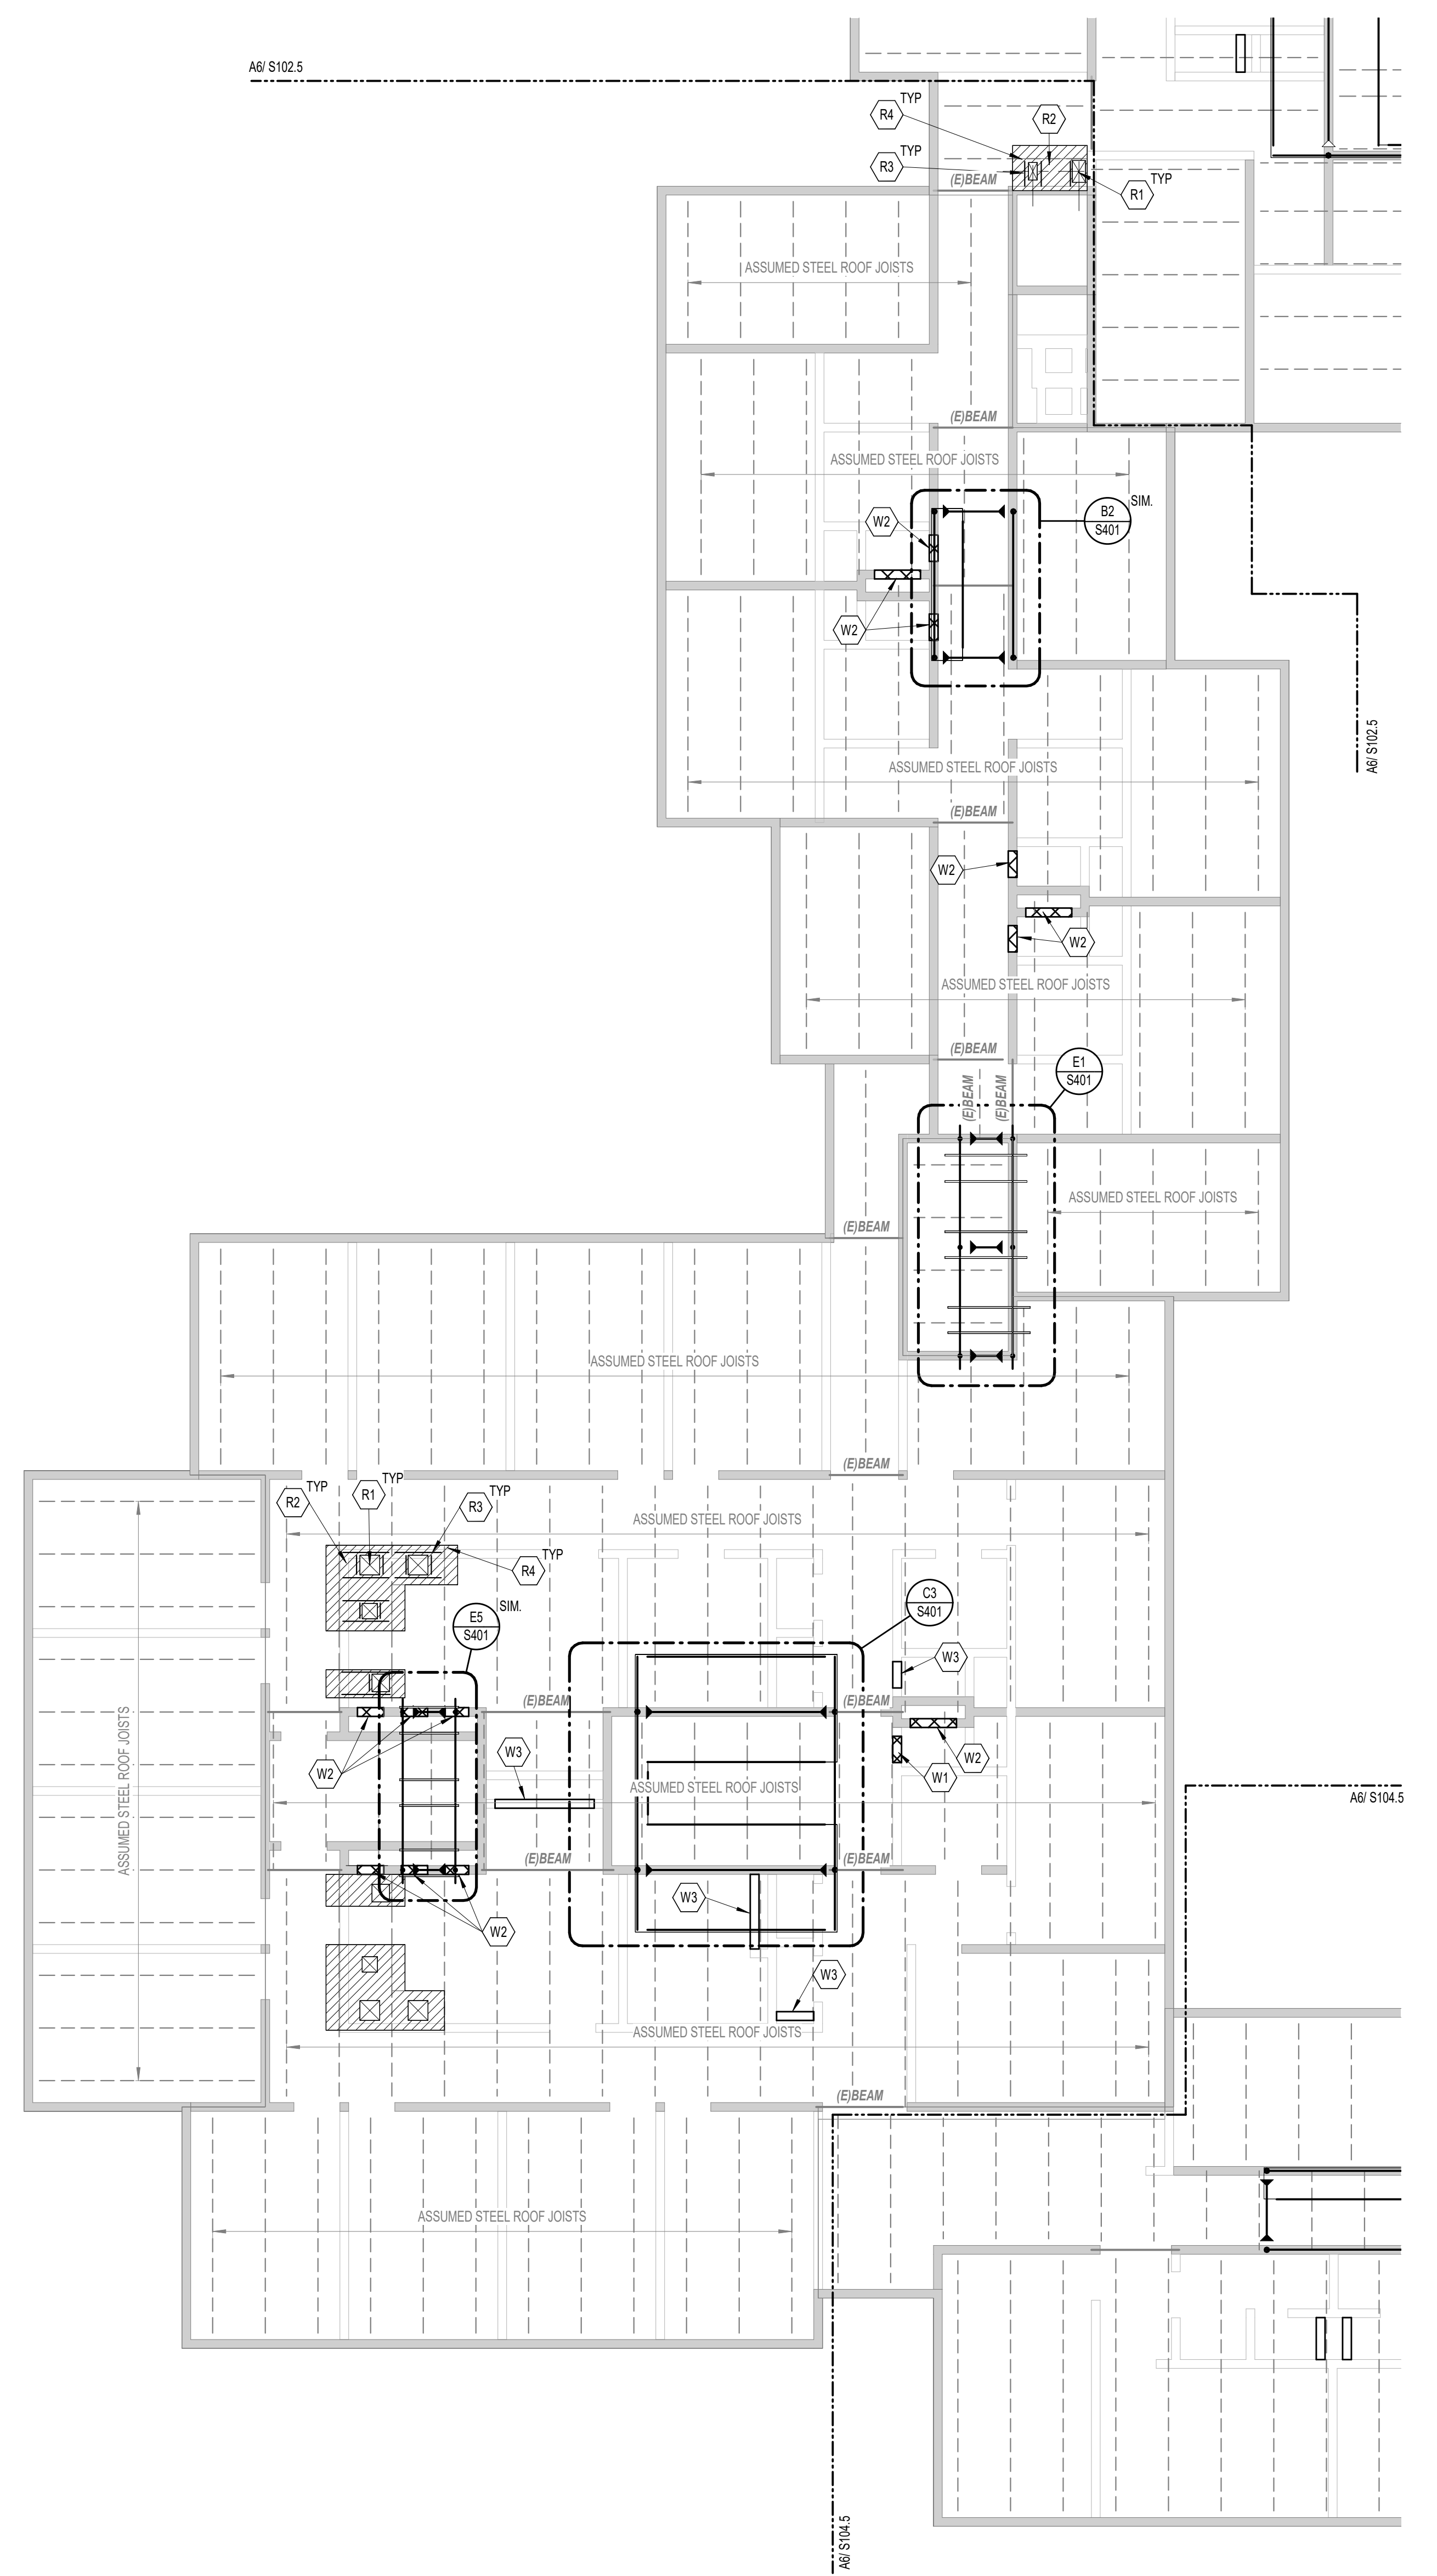 A6/ S102.5
TYP
R4
R2
TYP
R3
(E)BEAM
TYP
R1
ASSUMED STEEL ROOF JOISTS
(E)BEAM
ASSUMED STEEL ROOF JOISTS
W2
B2
S401
SIM.
W2
A6/ S102.5
ASSUMED STEEL ROOF JOISTS
(E)BEAM
W2
W2
ASSUMED STEEL ROOF JOISTS
(E)BEAM
E1
S401
(E)BEAM
(E)BEAM
ASSUMED STEEL ROOF JOISTS
(E)BEAM
ASSUMED STEEL ROOF JOISTS
(E)BEAM
TYP
R2
TYP
R1
TYP
R3
ASSUMED STEEL ROOF JOISTS
TYP
R4
E5
S401
SIM.
C3
S401
W3
(E)BEAM
(E)BEAM
W3
W2
W1
W2
ASSUMED STEEL ROOF JOISTS
ASSUMED STEEL ROOF JOISTS
A6/ S104.5
(E)BEAM
(E)BEAM
W3
W2
W3
ASSUMED STEEL ROOF JOISTS
(E)BEAM
ASSUMED STEEL ROOF JOISTS
A6/ S104.5